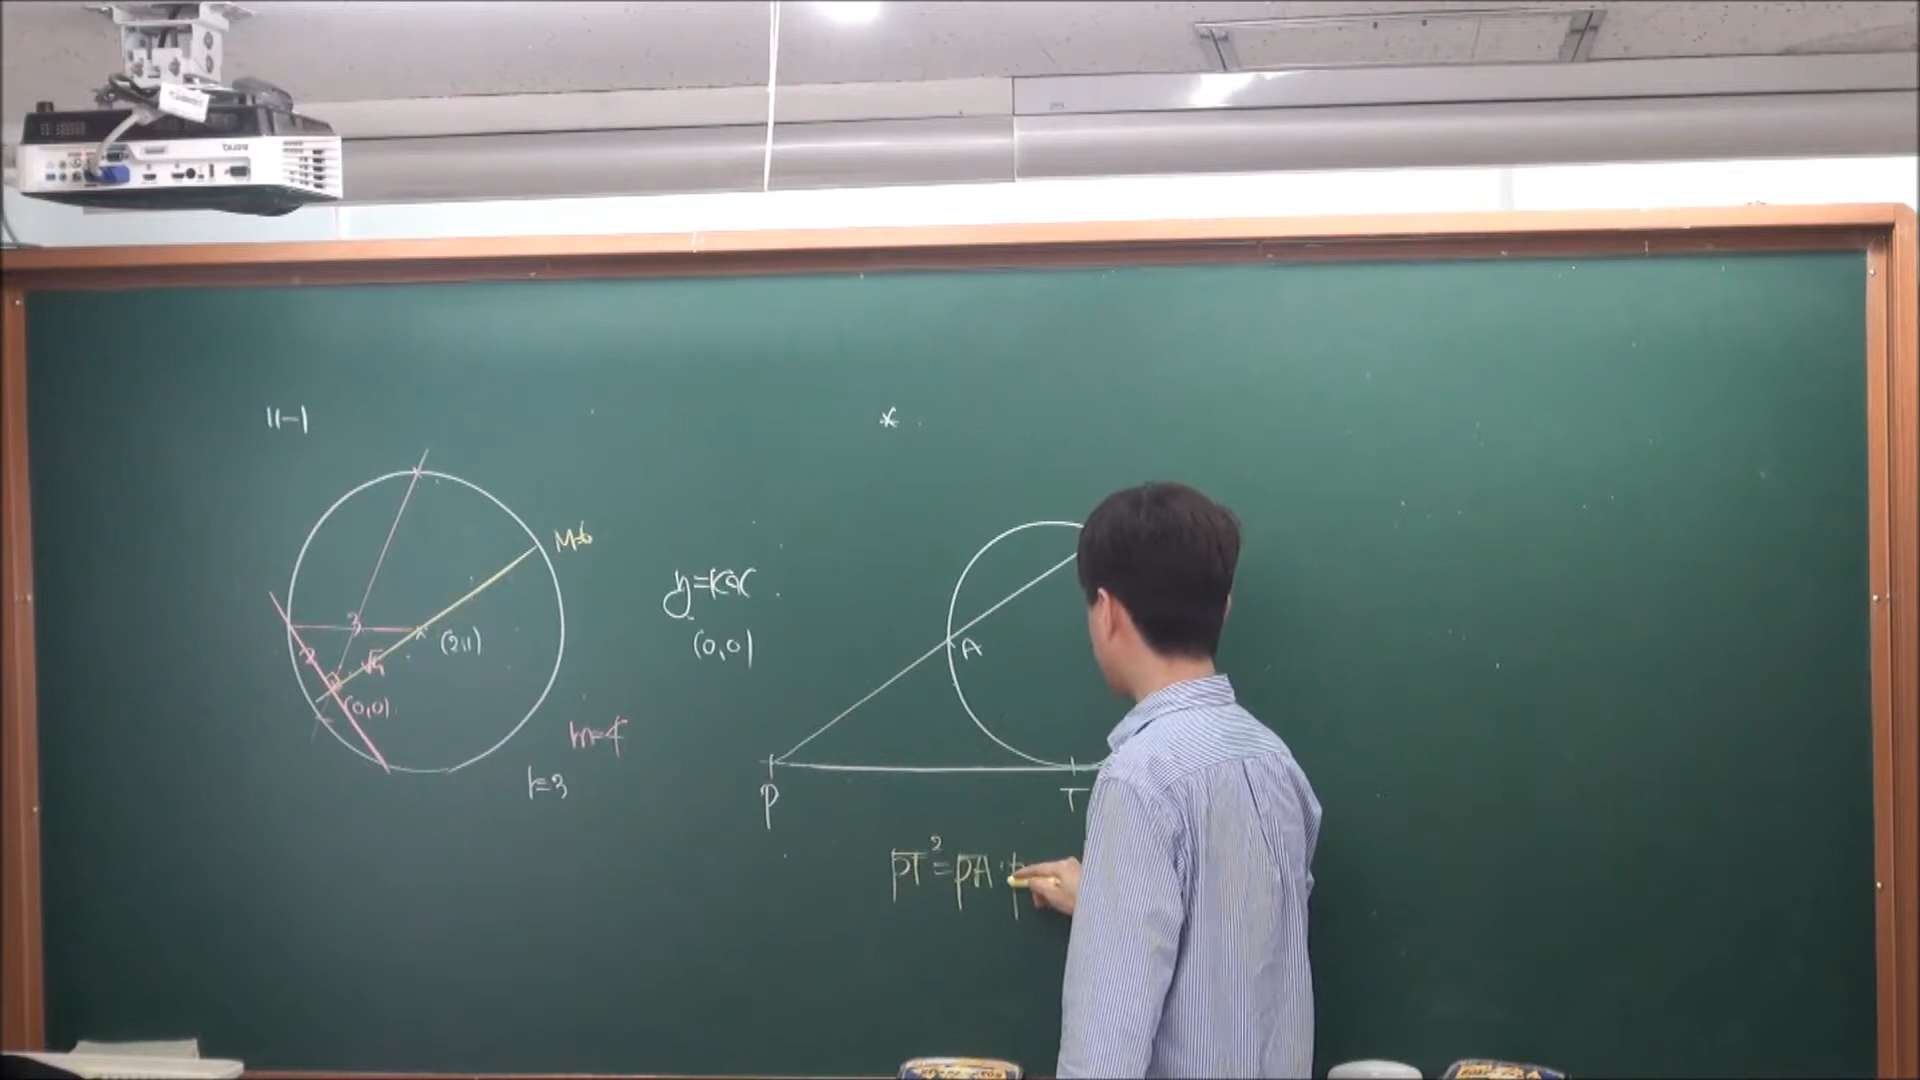 11-1
*
M=6
3
(2,1)
2
√5
(0,0)
m=4
r=3
y=kx
(0,0)
A
P
T
PT² = PA · P